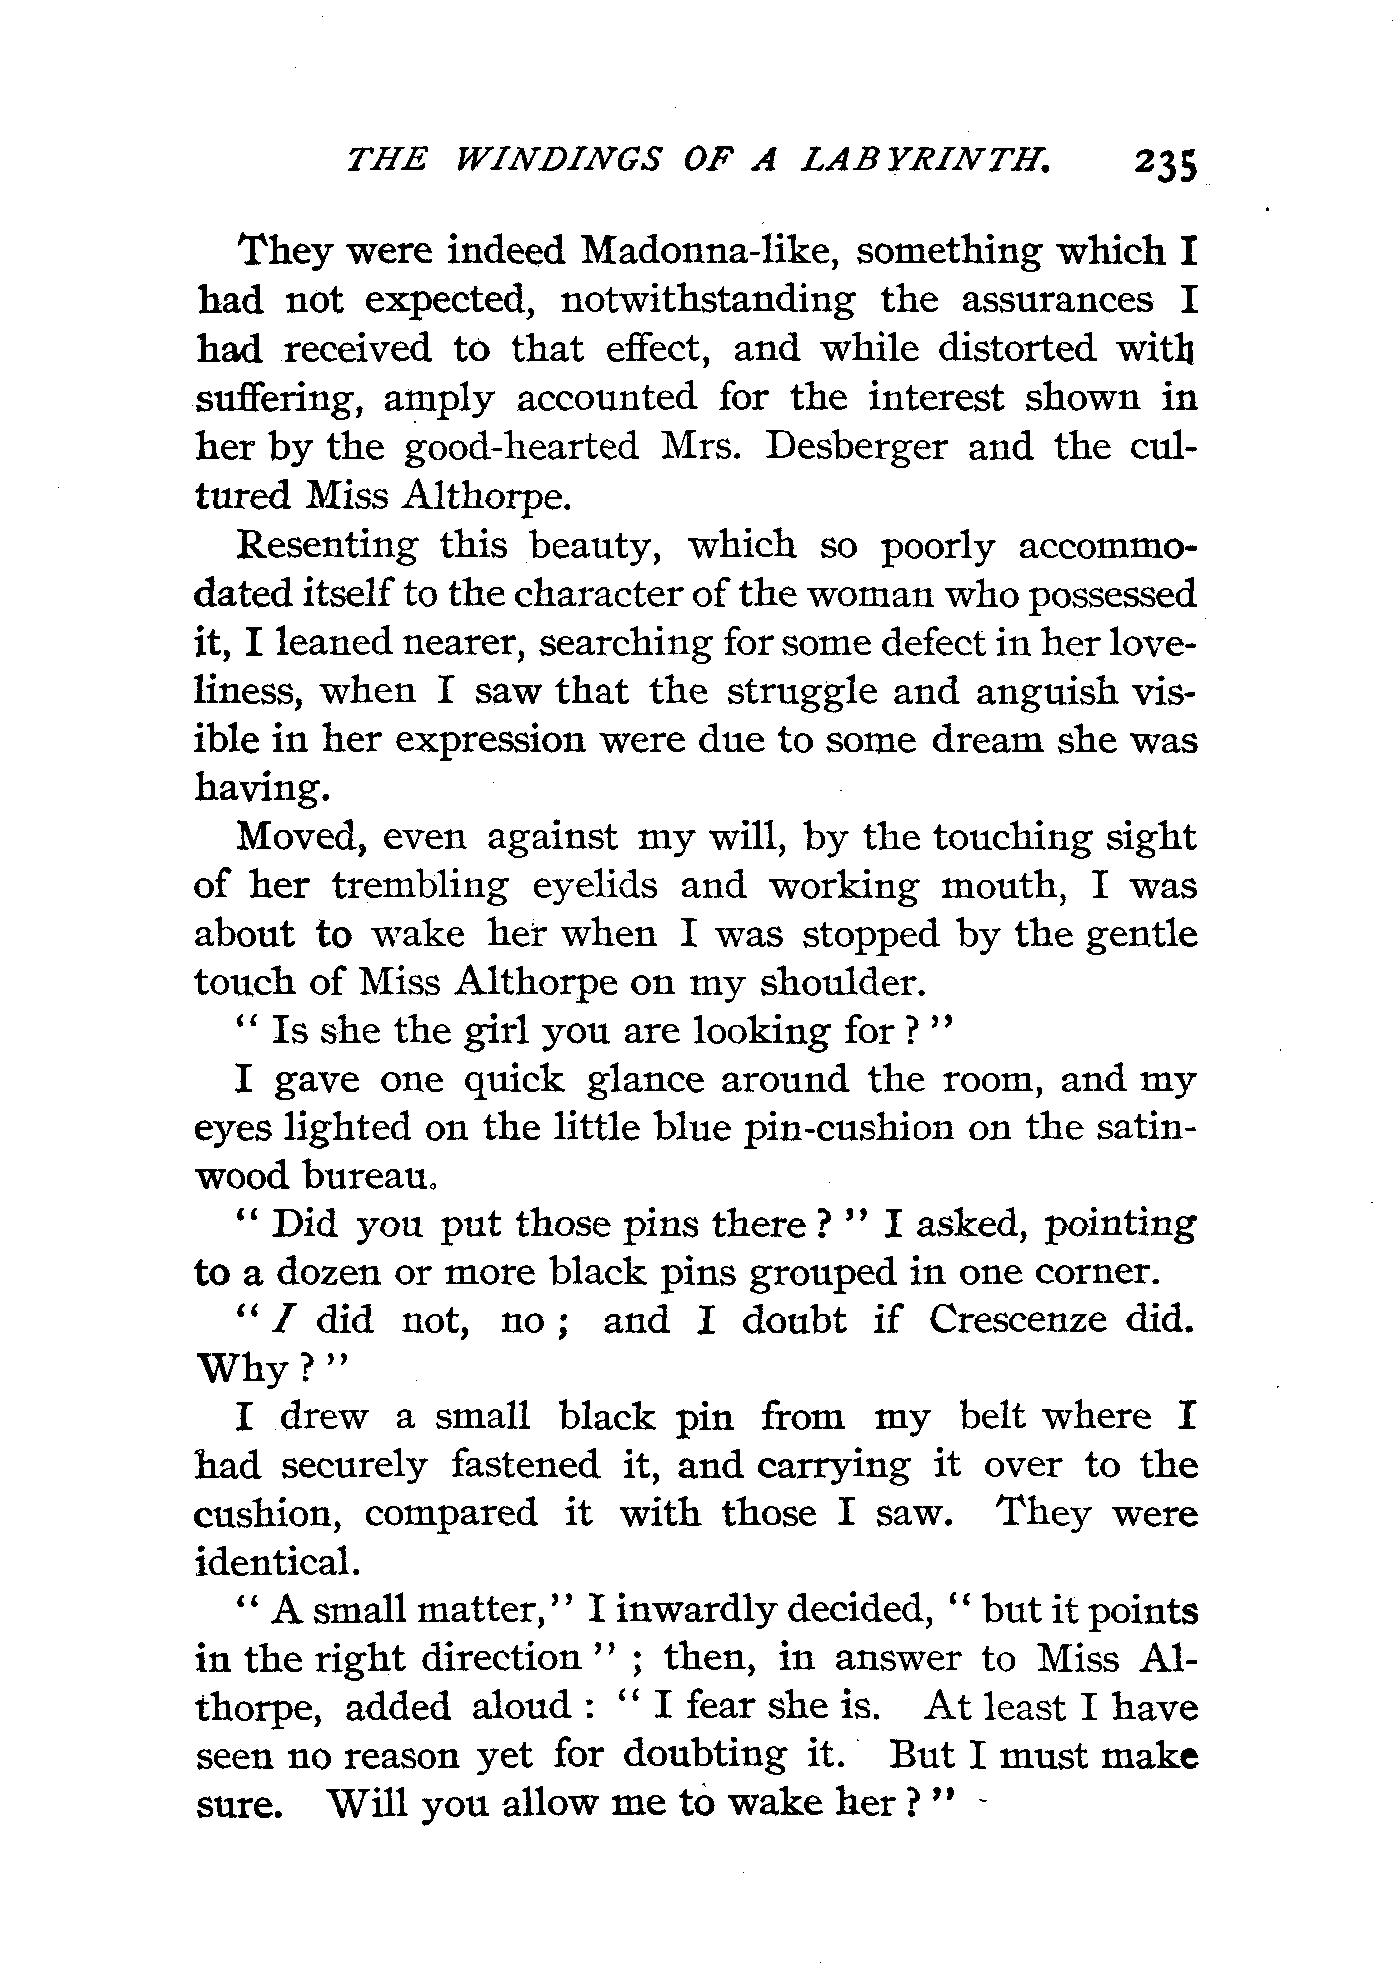 THE WINDINGS OF A LABYRINTH. 235
They were indeed Madonna-like, something which I
had not expected, notwithstanding the assurances I
had received to that effect, and while distorted with
suffering, amply accounted for the interest shown in
her by the good-hearted Mrs. Desberger and the cul-
tured Miss Althorpe.
Resenting this beauty, which so poorly accommo-
dated itself to the character of the woman who possessed
it, I leaned nearer, searching for some defect in her love-
liness, when I saw that the struggle and anguish vis-
ible in her expression were due to some dream she was
having.
Moved, even against my will, by the touching sight
of her trembling eyelids and working mouth, I was
about to wake her when I was stopped by the gentle
touch of Miss Althorpe on my shoulder.
“ Is she the girl you are looking for ? ”
I gave one quick glance around the room, and my
eyes lighted on the little blue pin-cushion on the satin-
wood bureau.
“ Did you put those pins there ? ” I asked, pointing
to a dozen or more black pins grouped in one corner.
“ I did not, no ; and I doubt if Crescenze did.
Why ? ”
I drew a small black pin from my belt where I
had securely fastened it, and carrying it over to the
cushion, compared it with those I saw. They were
identical.
“ A small matter,” I inwardly decided, “ but it points
in the right direction ” ; then, in answer to Miss Al-
thorpe, added aloud : “ I fear she is. At least I have
seen no reason yet for doubting it. But I must make
sure. Will you allow me to wake her ? ”